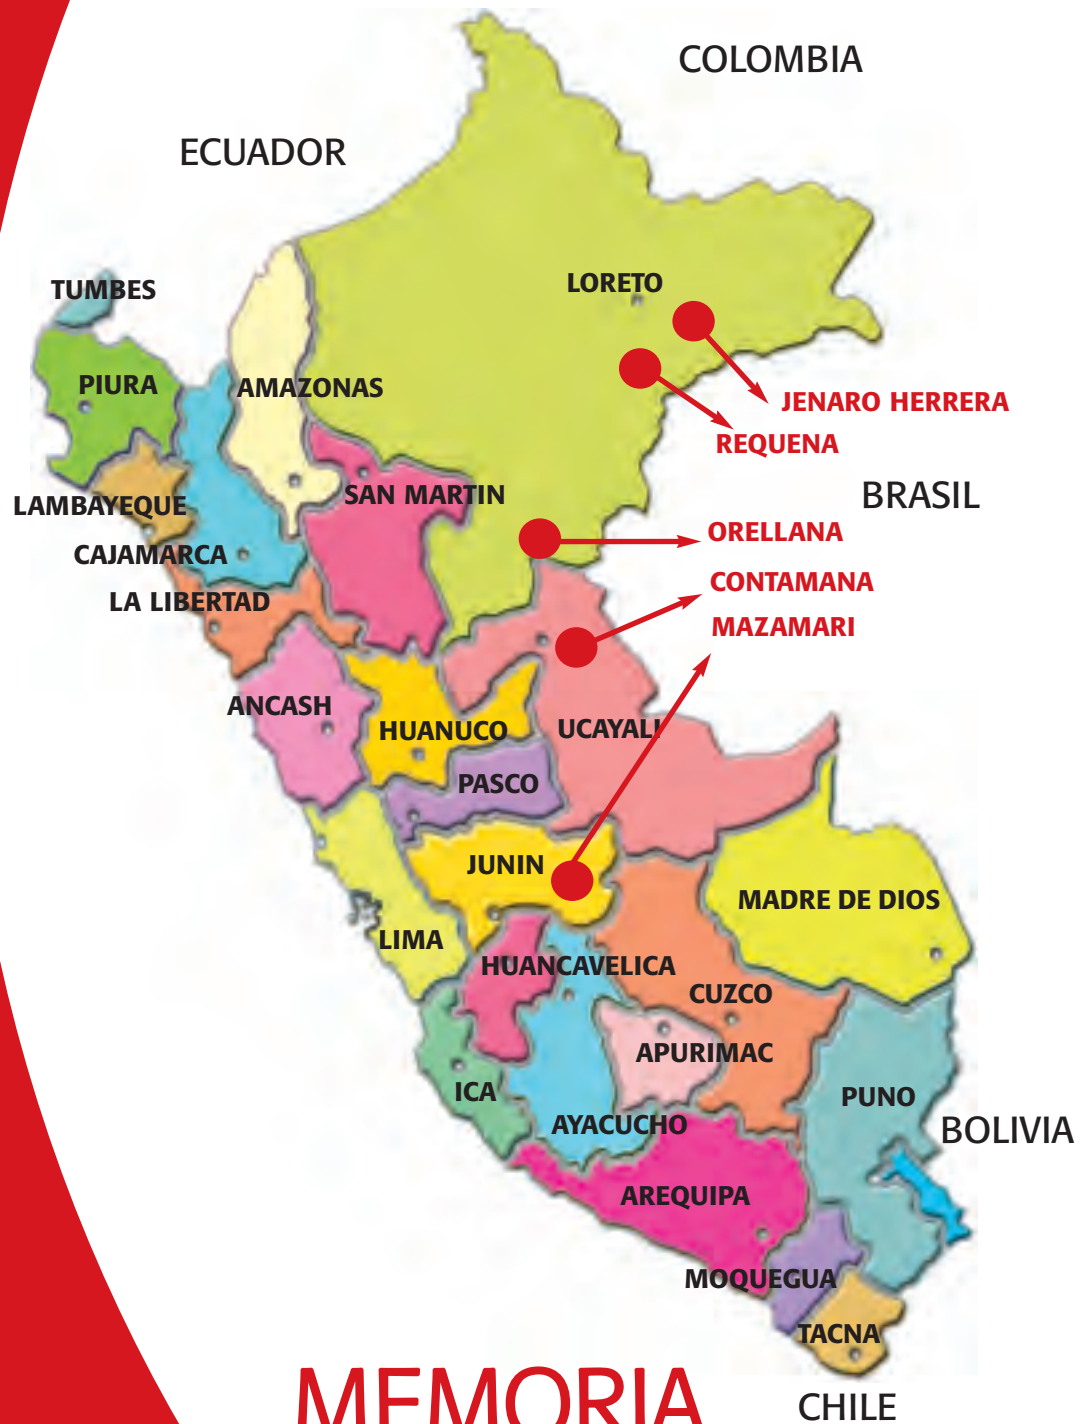 COLOMBIA
ECUADOR
LORETO
TUMBES
PIURA
AMAZONAS
JENARO HERRERA
REQUENA
SAN MARTIN
BRASIL
LAMBAYEQUE
ORELLANA
CAJAMARCA
CONTAMANA
LA LIBERTAD
MAZAMARI
ANCASH
HUANUCO
UCAYALI
PASCO
JUNIN
MADRE DE DIOS
LIMA
HUANCAVELICA
CUZCO
APURIMAC
ICA
PUNO
AYACUCHO
BOLIVIA
AREQUIPA
MOQUEGUA
TACNA
MEMORIA
CHILE